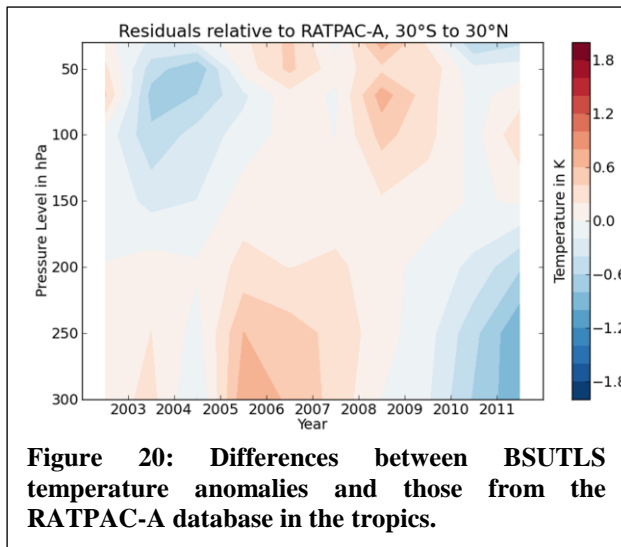 Residuals relative to RATPAC-A, 30°S to 30°N
50
100
150
200
250
300
Pressure Level in hPa
2003 2004 2005 2006 2007 2008 2009 2010 2011
Year
1.8
1.2
0.6
0.0
−0.6
−1.2
−1.8
Temperature in K
Figure 20: Differences between BSUTLS
temperature anomalies and those from the
RATPAC-A database in the tropics.